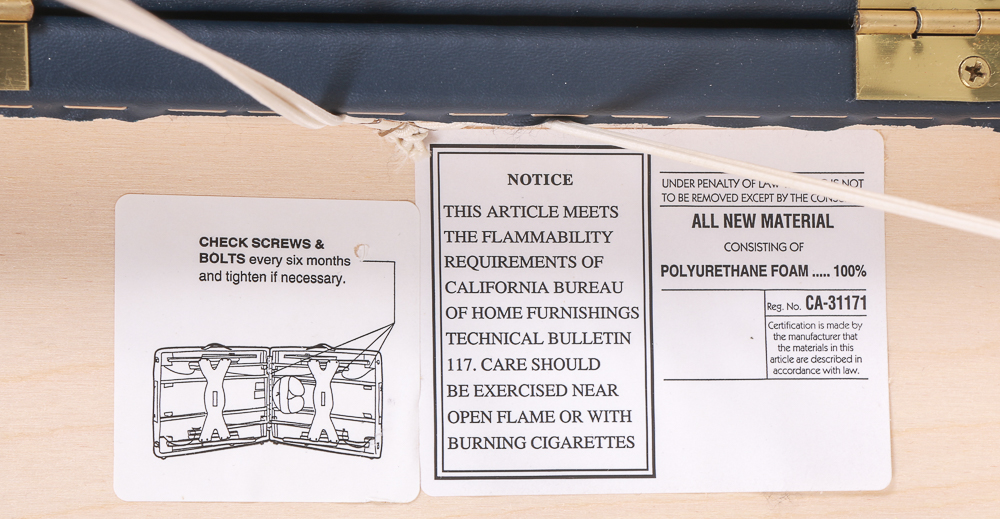 CHECK SCREWS &
BOLTS every six months
and tighten if necessary.
NOTICE
THIS ARTICLE MEETS
THE FLAMMABILITY
REQUIREMENTS OF
CALIFORNIA BUREAU
OF HOME FURNISHINGS
TECHNICAL BULLETIN
117. CARE SHOULD
BE EXERCISED NEAR
OPEN FLAME OR WITH
BURNING CIGARETTES
UNDER PENALTY OF LAW IS NOT
TO BE REMOVED EXCEPT BY THE
ALL NEW MATERIAL
CONSISTING OF
POLYURETHANE FOAM ..... 100%
Reg. No. CA-31171
Certification is made by
the manufacturer that
the materials in this
article are described in
accordance with law.